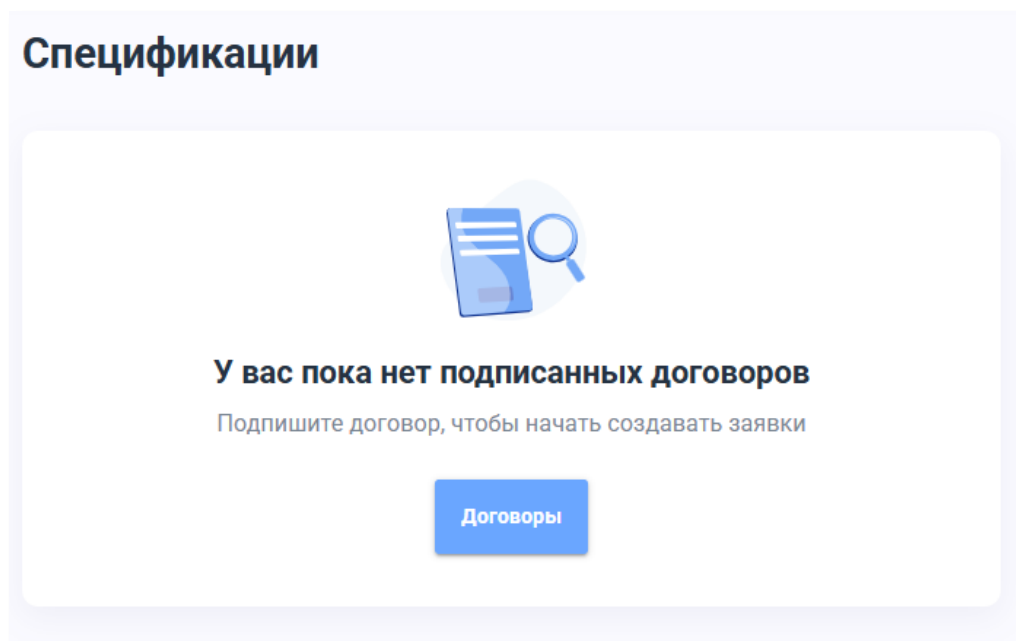 Спецификации
У вас пока нет подписанных договоров
Подпишите договор, чтобы начать создавать заявки
Договоры